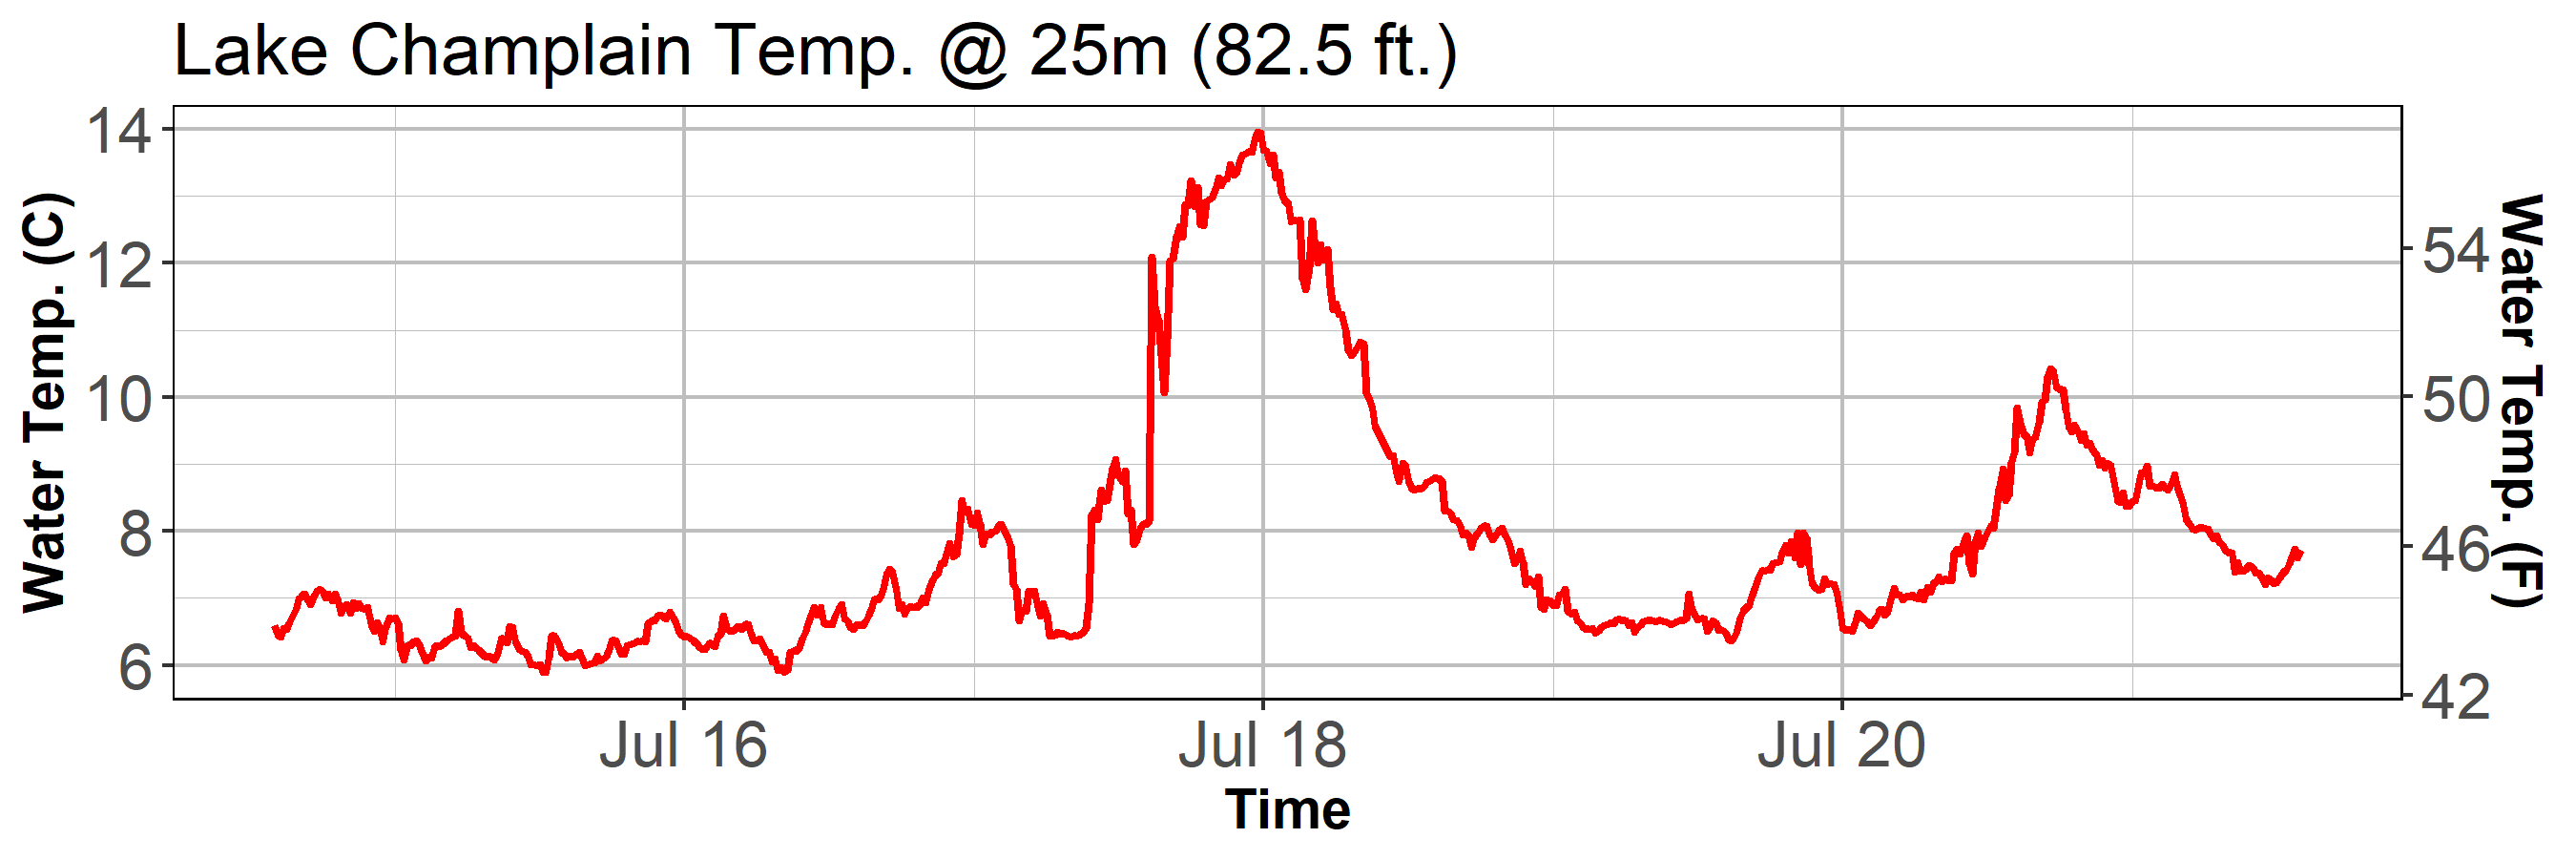 Lake Champlain Temp. @ 25m (82.5 ft.)
Water Temp. (C)
14
12
10
8
6
54
50
46
42
Water Temp. (F)
Jul 16 Jul 18 Jul 20
Time